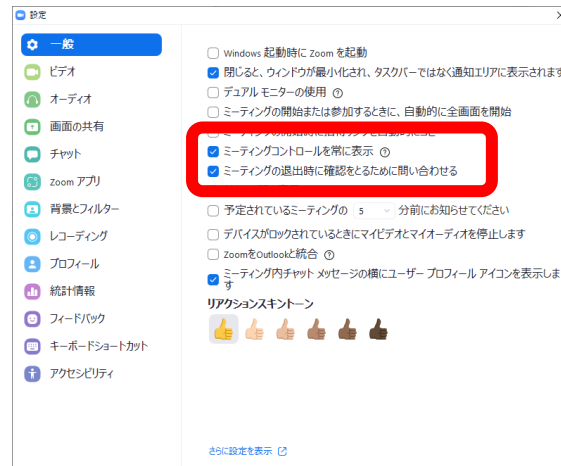 設定
一般
ビデオ
オーディオ
画面の共有
チャット
Zoom アプリ
背景とフィルター
レコーディング
プロフィール
統計情報
フィードバック
キーボードショートカット
アクセシビリティ
Windows 起動時に Zoom を起動
閉じると、ウィンドウが最小化され、タスクバーではなく通知エリアに表示されます
デュアル モニターの使用
ミーティングの開始または参加するときに、自動的に全画面を開始
ミーティングコントロールを常に表示
ミーティングの退出時に確認をとるために問い合わせる
予定されているミーティングの 5 分前にお知らせてください
デバイスがロックされているときにマイビデオとマイオーディオを停止します
ZoomをOutlookと統合
ミーティング内チャット メッセージの横にユーザー プロフィール アイコンを表示しま
す
リアクションスキントーン
さらに設定を表示